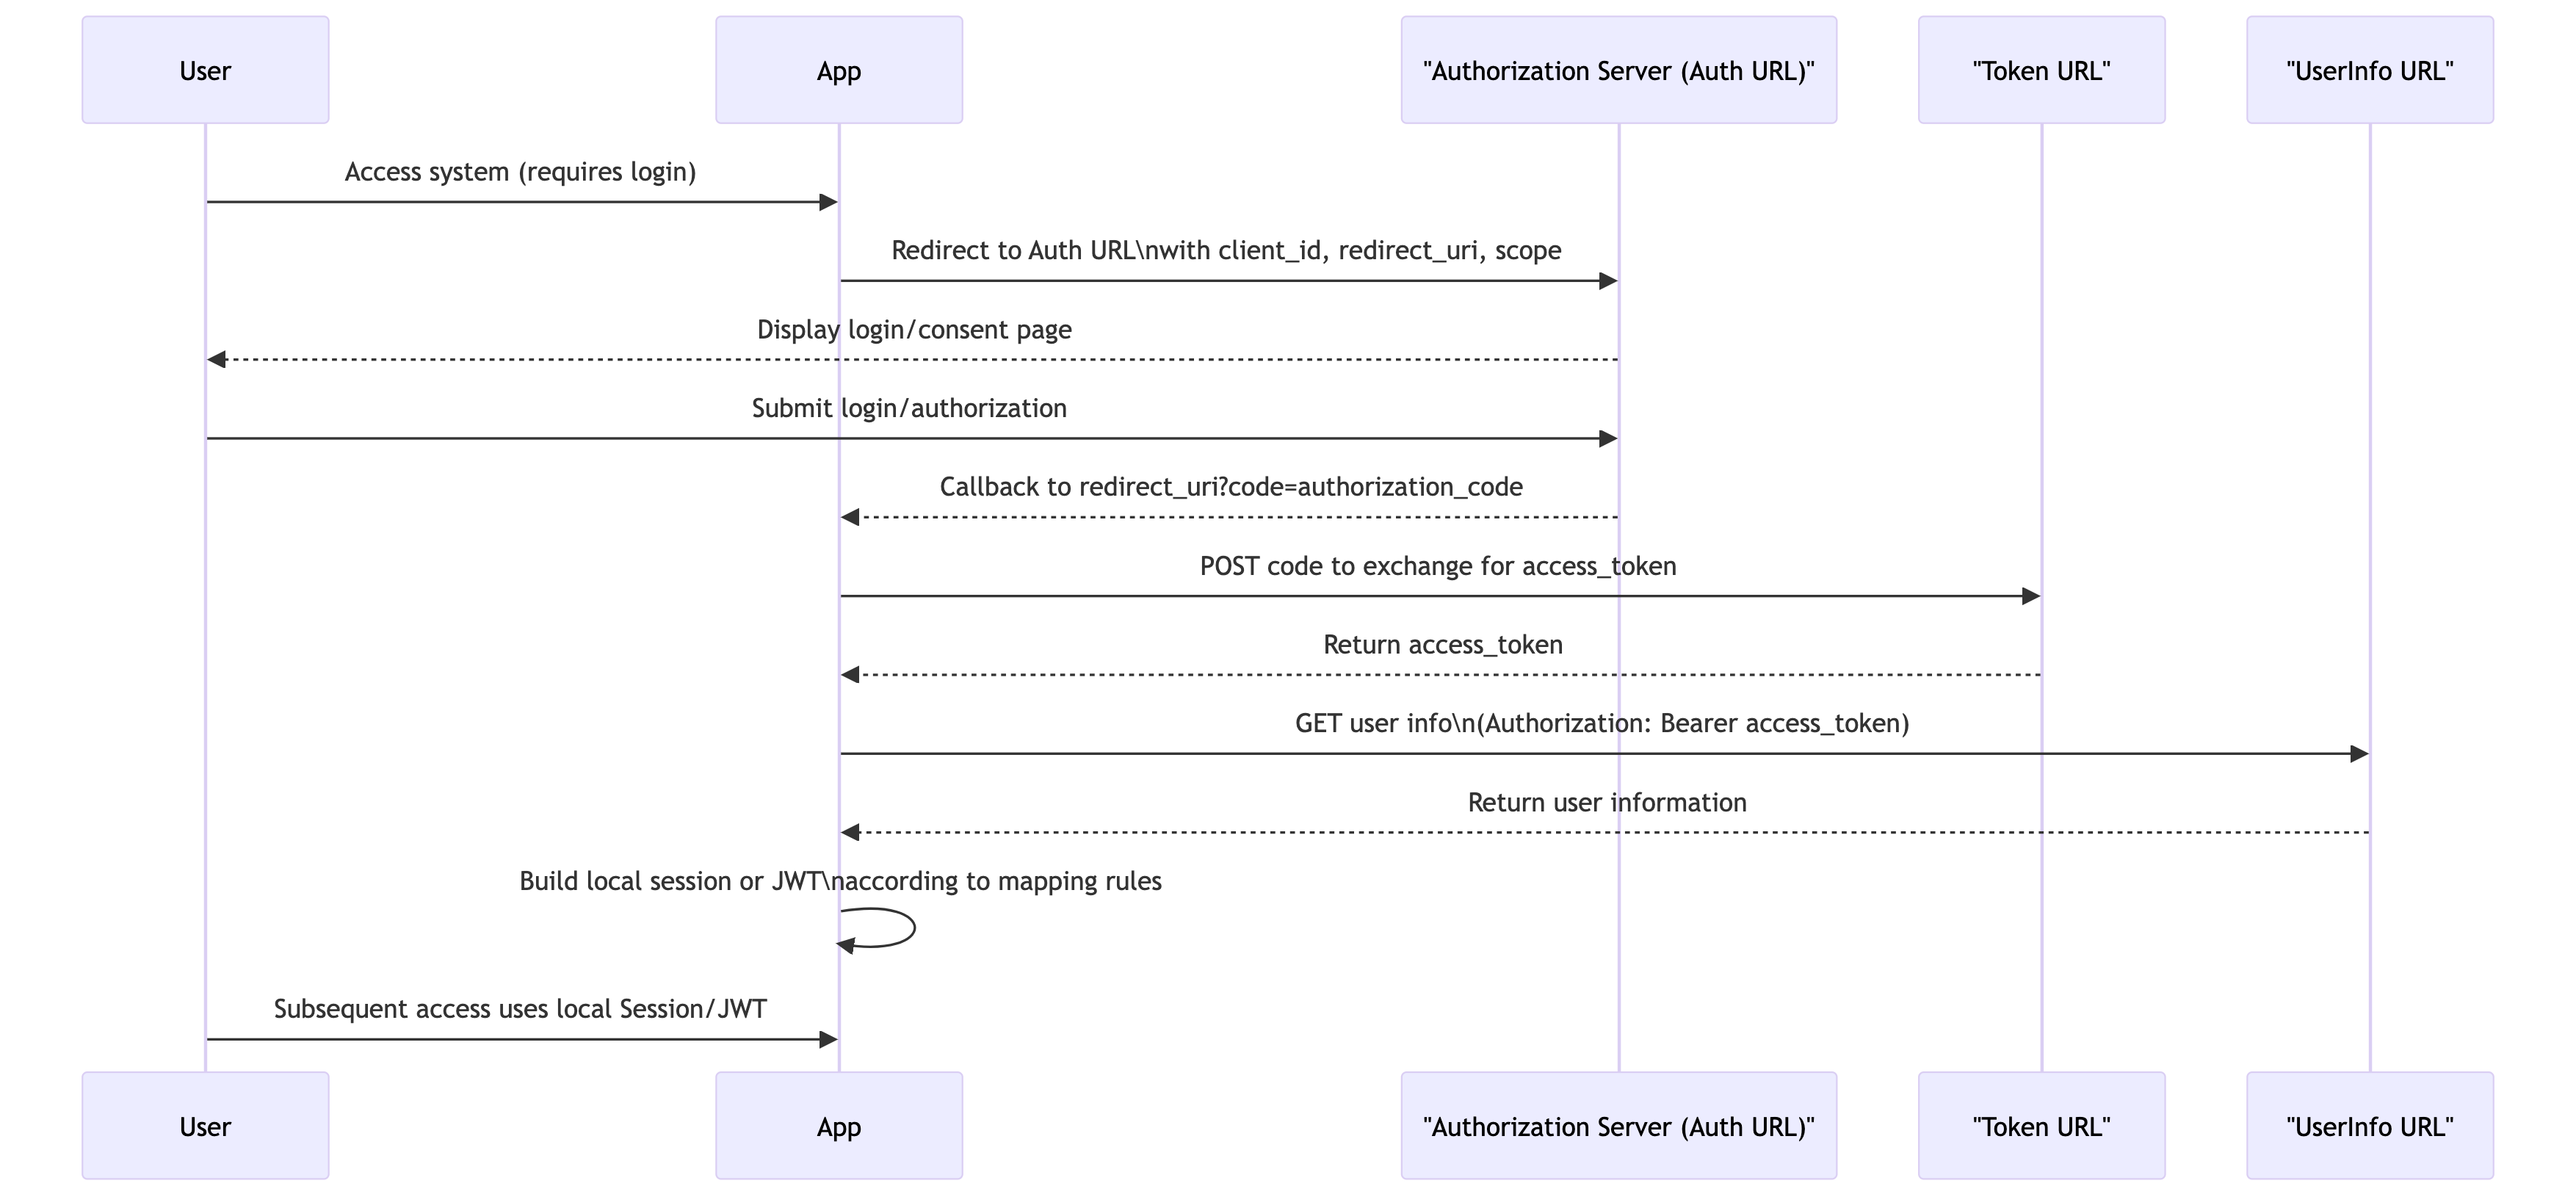 User
App
"Authorization Server (Auth URL)"
"Token URL"
"UserInfo URL"
Access system (requires login)
Redirect to Auth URL\nwith client_id, redirect_uri, scope
Display login/consent page
Submit login/authorization
Callback to redirect_uri?code=authorization_code
POST code to exchange for access_token
Return access_token
GET user info\n(Authorization: Bearer access_token)
Return user information
Build local session or JWT\naccording to mapping rules
Subsequent access uses local Session/JWT
User
App
"Authorization Server (Auth URL)"
"Token URL"
"UserInfo URL"